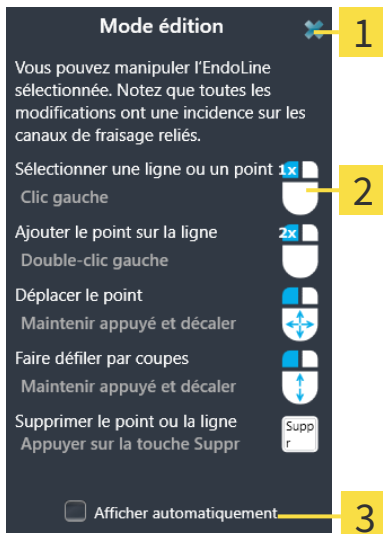 Mode édition
1
Vous pouvez manipuler l'EndoLine
sélectionnée. Notez que toutes les
modifications ont une incidence sur les
canaux de fraisage reliés.
Sélectionner une ligne ou un point 1x
2
Clic gauche
Ajouter le point sur la ligne 2x
Double-clic gauche
Déplacer le point
Maintenir appuyé et décaler
Faire défiler par coupes
Maintenir appuyé et décaler
Supprimer le point ou la ligne
Supp
r
Appuyer sur la touche Suppr
Afficher automatiquement
3